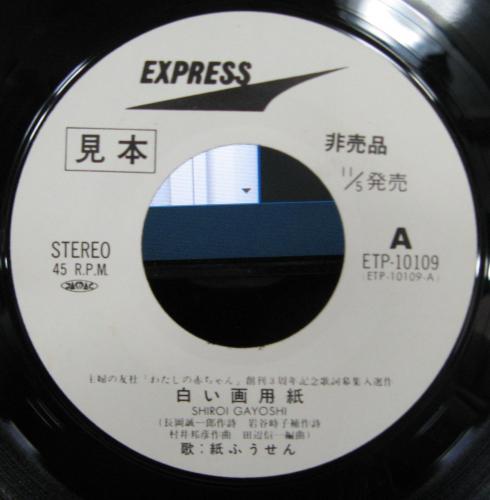 EXPRESS
見本
非売品
11/5発売
STEREO
45 R.P.M.
A
ETP-10109
(ETP-10109-A)
主婦の友社「わたしの赤ちゃん」創刊3周年記念歌詞募集入選作
白い画用紙
SHIROI GAYOSHI
(長岡誠一郎作詩 岩谷時子補作詩
村井邦彦作曲 田辺信一編曲)
歌:紙ふうせん